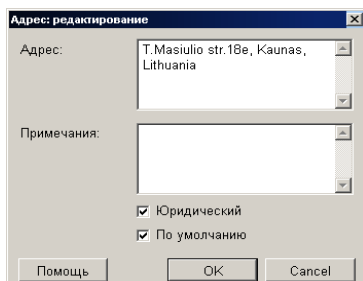 Адрес: редактирование
Адрес:
T.Masiulio str.18e, Kaunas,
Lithuania
Примечания:
Юридический
По умолчанию
Помощь
OK
Cancel